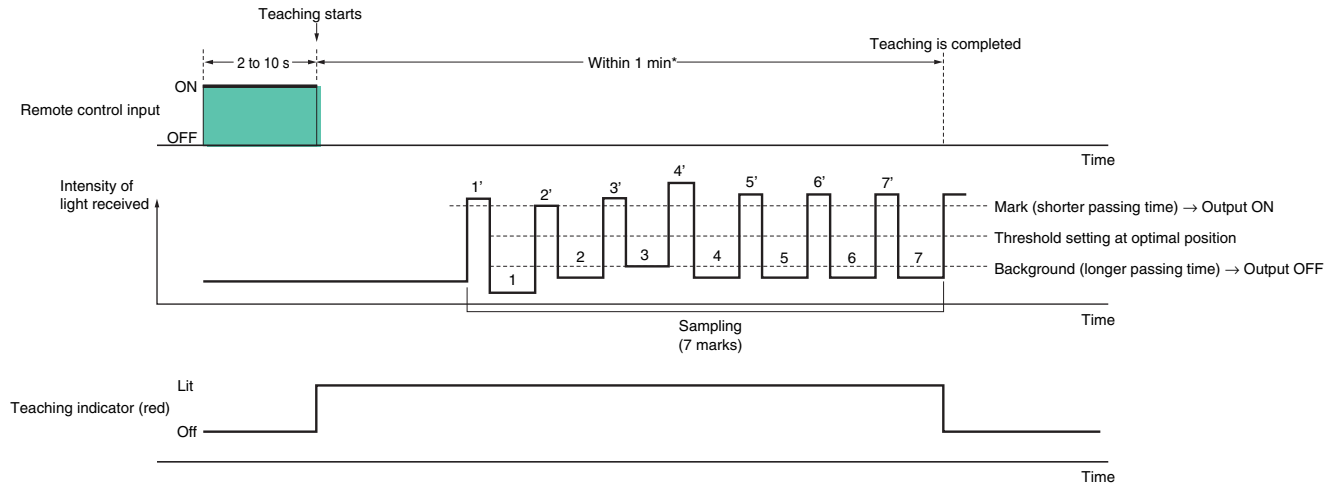 Teaching starts
Teaching is completed
2 to 10 s
Within 1 min*
ON
Remote control input
OFF
Time
Intensity of
light received
1'
2'
3'
4'
5'
6'
7'
Mark (shorter passing time) → Output ON
Threshold setting at optimal position
1
2
3
4
5
6
7
Background (longer passing time) → Output OFF
Time
Sampling
(7 marks)
Lit
Teaching indicator (red)
Off
Time